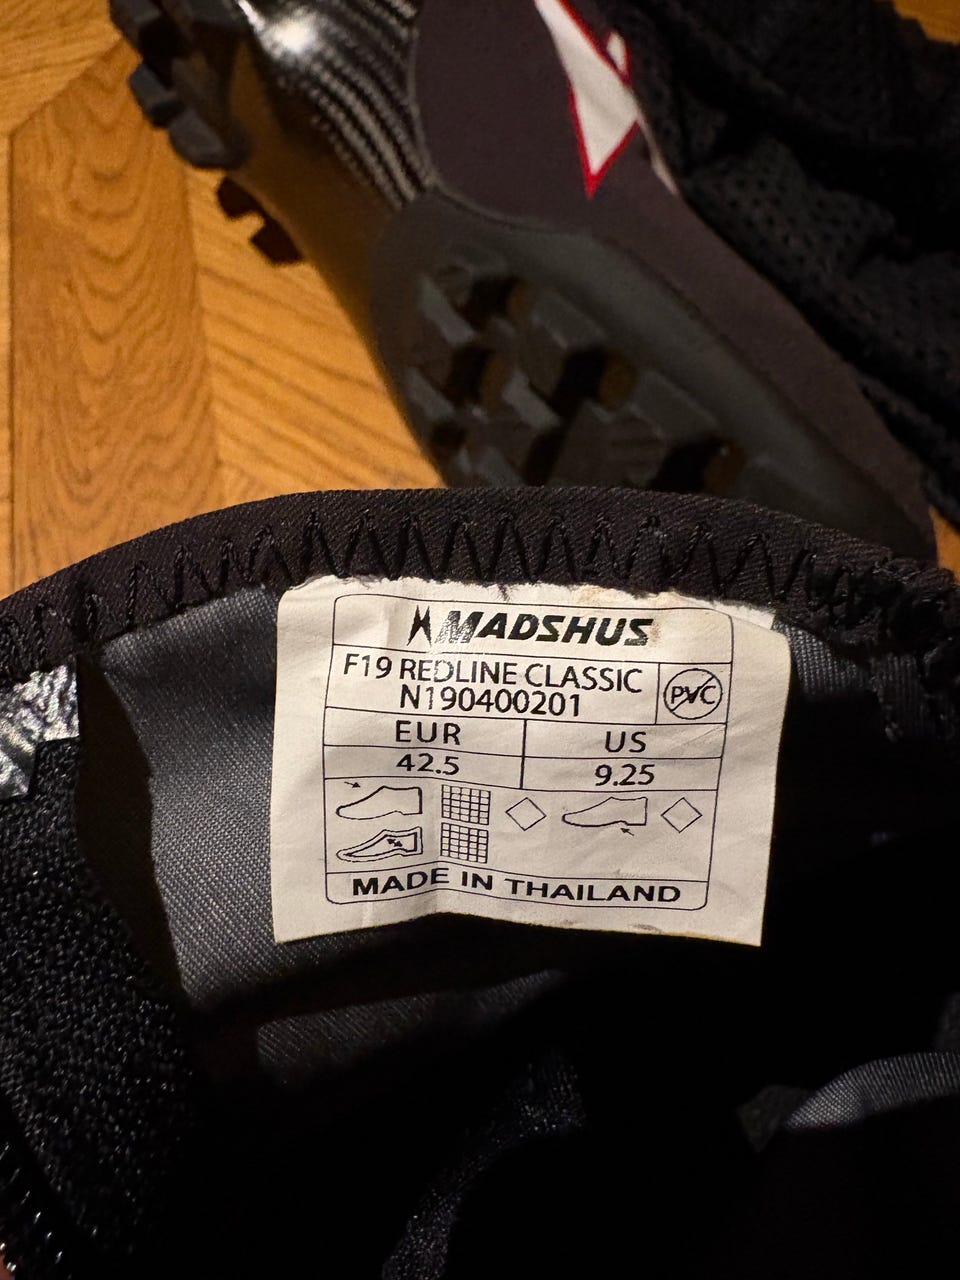 MADSHUS
F19 REDLINE CLASSIC
N190400201
PVC
EUR US
42.5 9.25
MADE IN THAILAND